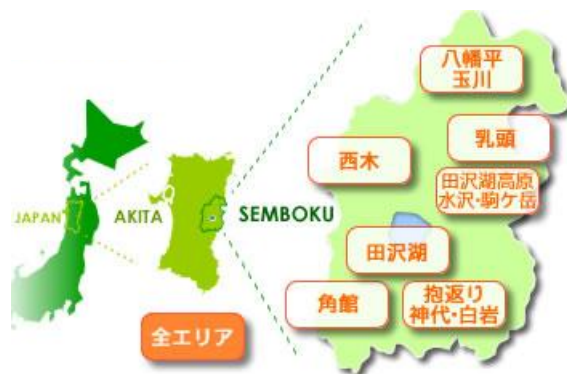 八幡平
玉川
乳頭
西木
田沢湖高原
水沢・駒ケ岳
JAPAN
AKITA
SEMBOKU
田沢湖
角館
抱返り
神代・白岩
全エリア